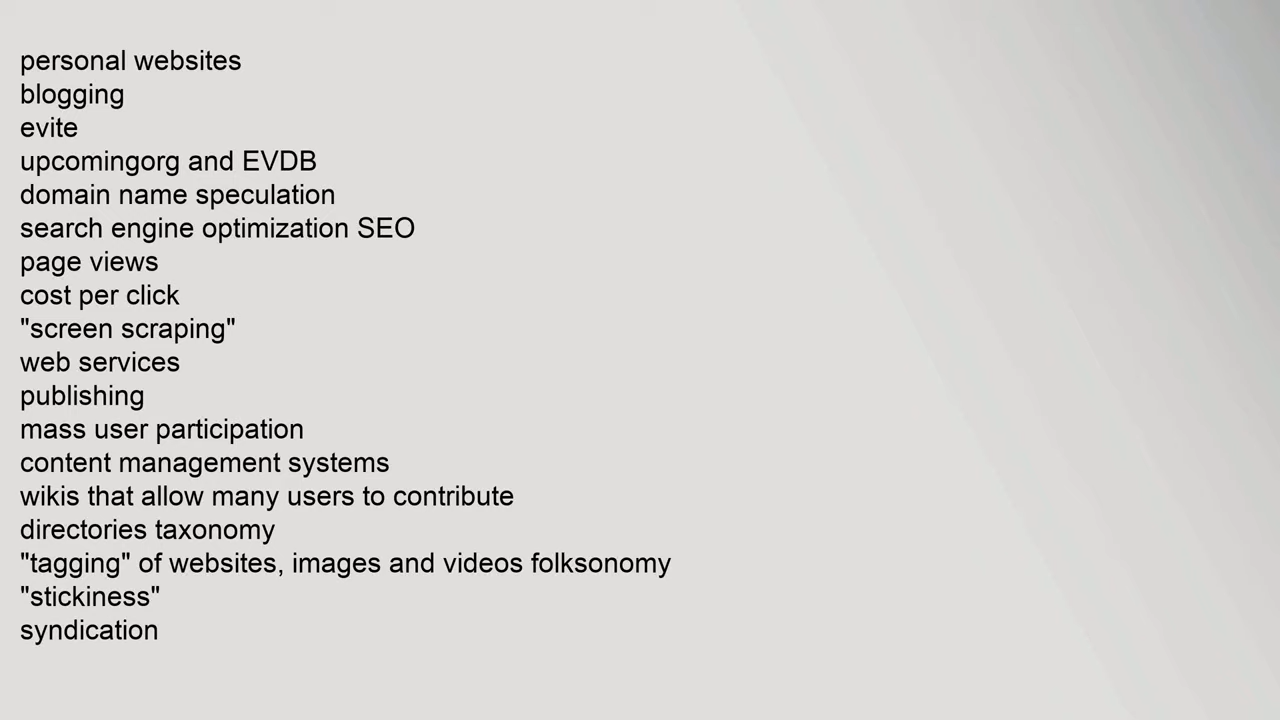 personal websites
blogging
evite
upcomingorg and EVDB
domain name speculation
search engine optimization SEO
page views
cost per click
"screen scraping"
web services
publishing
mass user participation
content management systems
wikis that allow many users to contribute
directories taxonomy
"tagging" of websites, images and videos folksonomy
"stickiness"
syndication